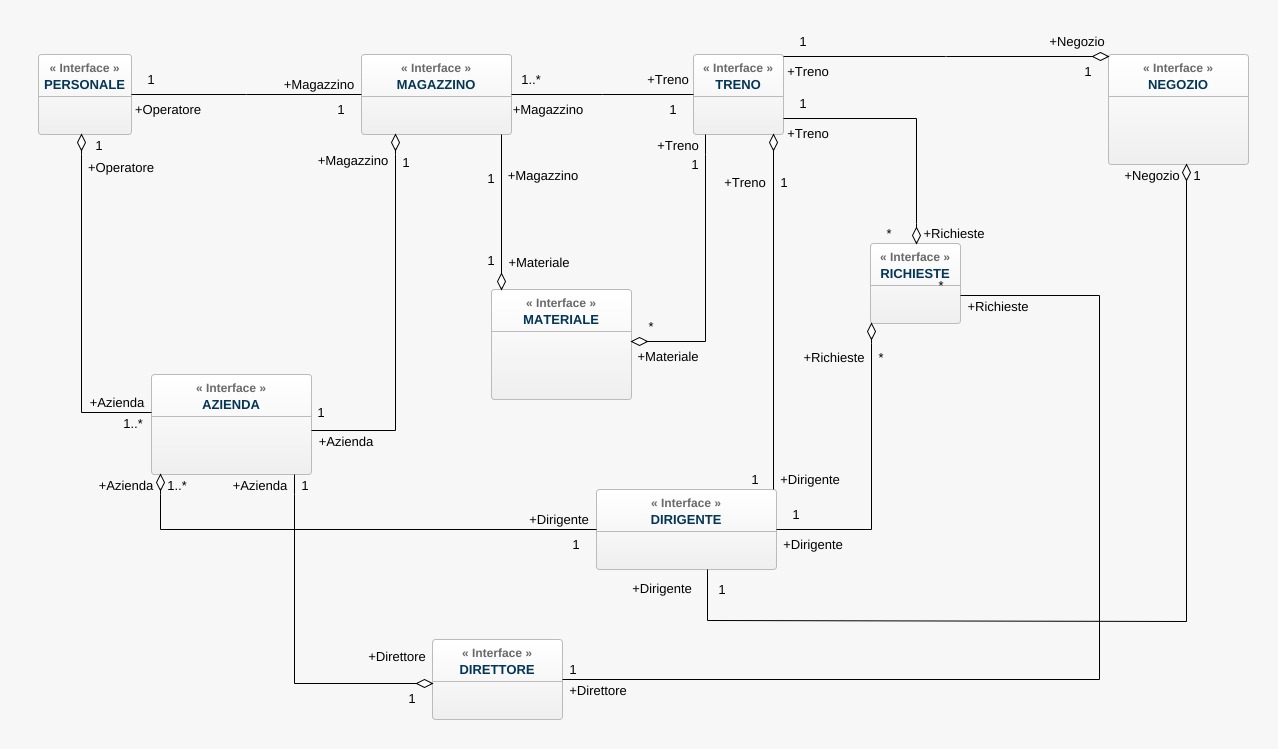 1
+Negozio
« Interface »
PERSONALE
1
+Magazzino
+Operatore
1
« Interface »
MAGAZZINO
1..*
+Treno
+Magazzino
1
« Interface »
TRENO
+Treno
1
« Interface »
NEGOZIO
1
+Treno
1
+Operatore
+Magazzino
1
1
+Magazzino
+Treno
1
+Treno
1
+Negozio
1
*
+Richieste
1
+Materiale
« Interface »
RICHIESTE
*
+Richieste
« Interface »
MATERIALE
*
+Materiale
+Richieste
*
« Interface »
AZIENDA
+Azienda
1..*
1
+Azienda
+Azienda
1..*
+Azienda
1
1
+Dirigente
« Interface »
DIRIGENTE
+Dirigente
1
1
+Dirigente
+Dirigente
1
« Interface »
DIRETTORE
+Direttore
1
1
+Direttore